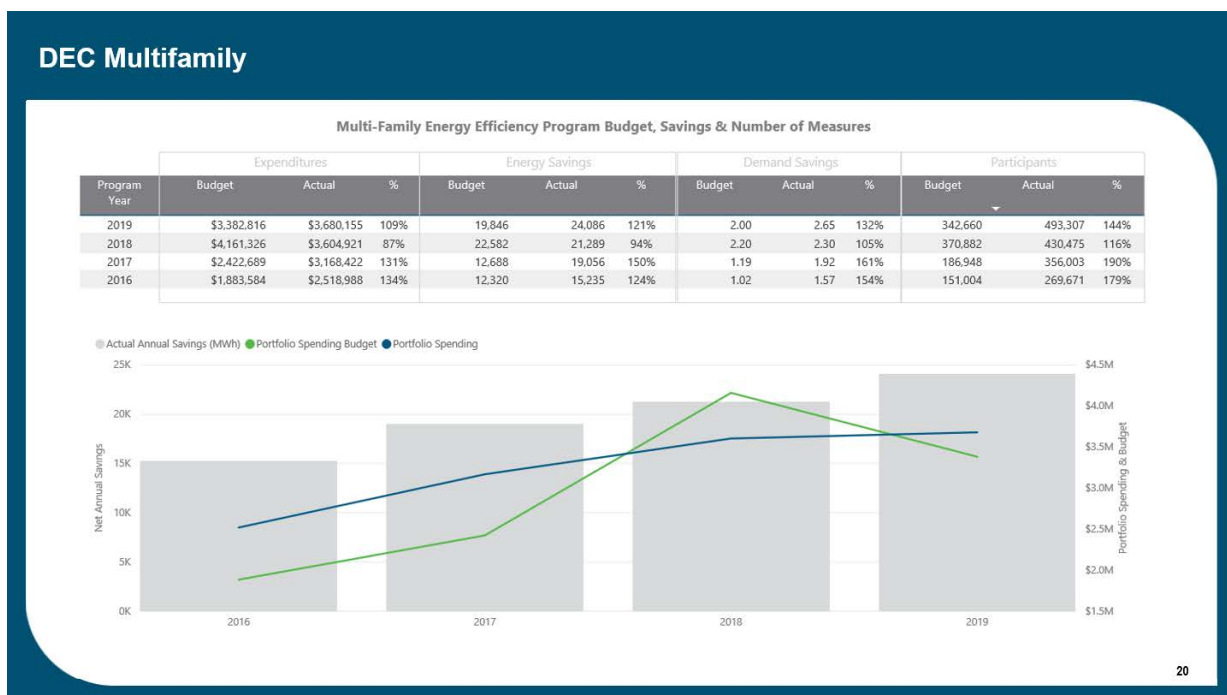 DEC Multifamily
Multi-Family Energy Efficiency Program Budget, Savings & Number of Measures
Expenditures Energy Savings Demand Savings Participants
Program Year Budget Actual % Budget Actual % Budget Actual % Budget Actual %
2019 $3,382,816 $3,680,155 109% 19,846 24,086 121% 2.00 2.65 132% 342,660 493,307 144%
2018 $4,161,326 $3,604,921 87% 22,582 21,289 94% 2.20 2.30 105% 370,882 430,475 116%
2017 $2,422,689 $3,168,422 131% 12,688 19,056 150% 1.19 1.92 161% 186,948 356,003 190%
2016 $1,883,584 $2,518,988 134% 12,320 15,235 124% 1.02 1.57 154% 151,004 269,671 179%
Actual Annual Savings (MWh) Portfolio Spending Budget Portfolio Spending
25K $4.5M
$4.0M
20K
$3.5M
15K
$3.0M
10K
$2.5M
5K
$2.0M
0K $1.5M
Net Annual Savings
Portfolio Spending & Budget
2016 2017 2018 2019
20